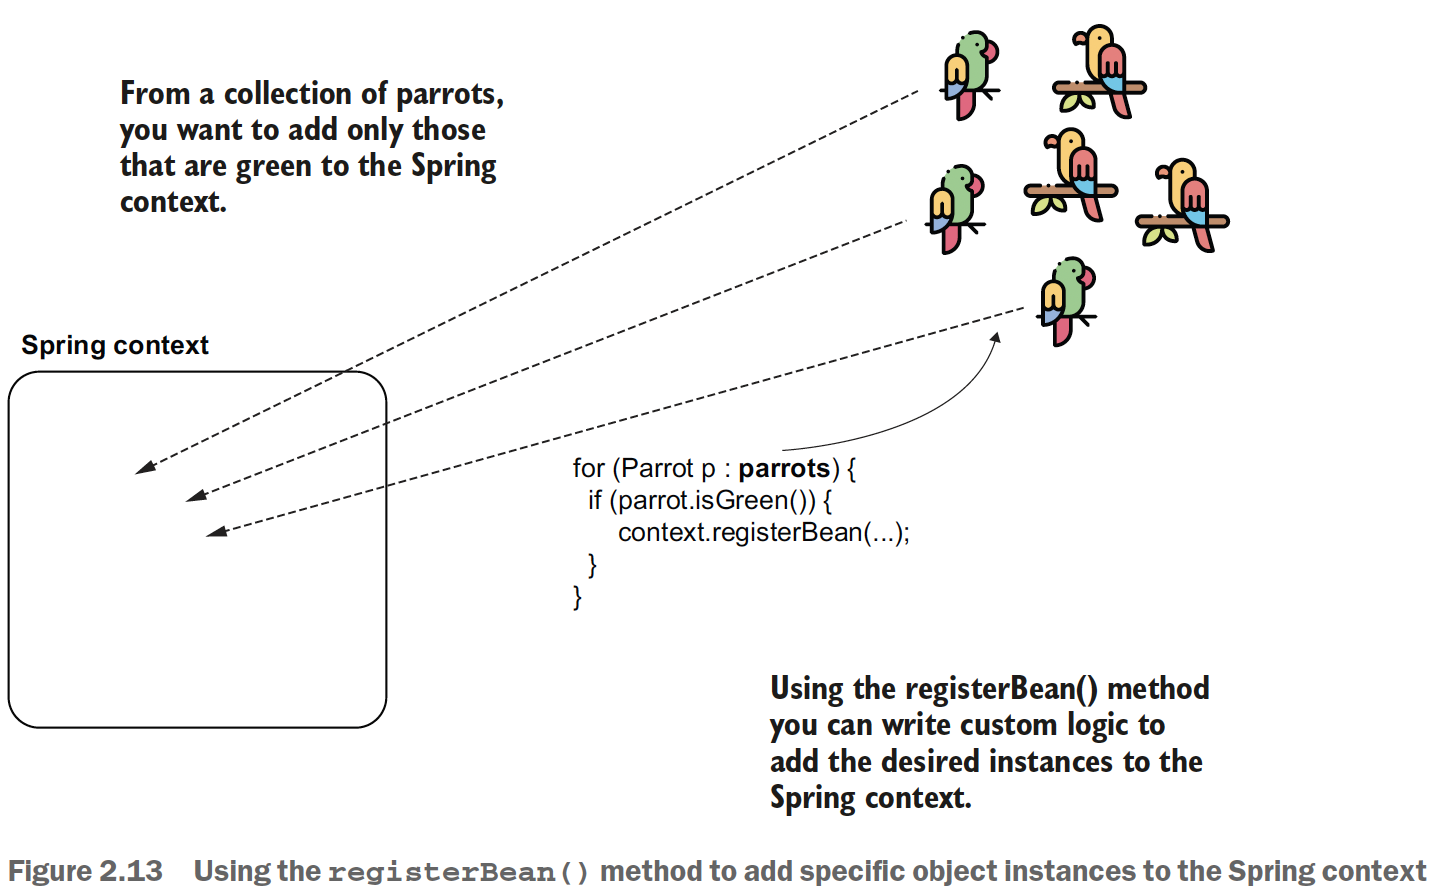 From a collection of parrots,
you want to add only those
that are green to the Spring
context.
Spring context
for (Parrot p : parrots) {
if (parrot.isGreen()) {
context.registerBean(...);
}
}
Using the registerBean() method
you can write custom logic to
add the desired instances to the
Spring context.
Figure 2.13 Using the registerBean() method to add specific object instances to the Spring context